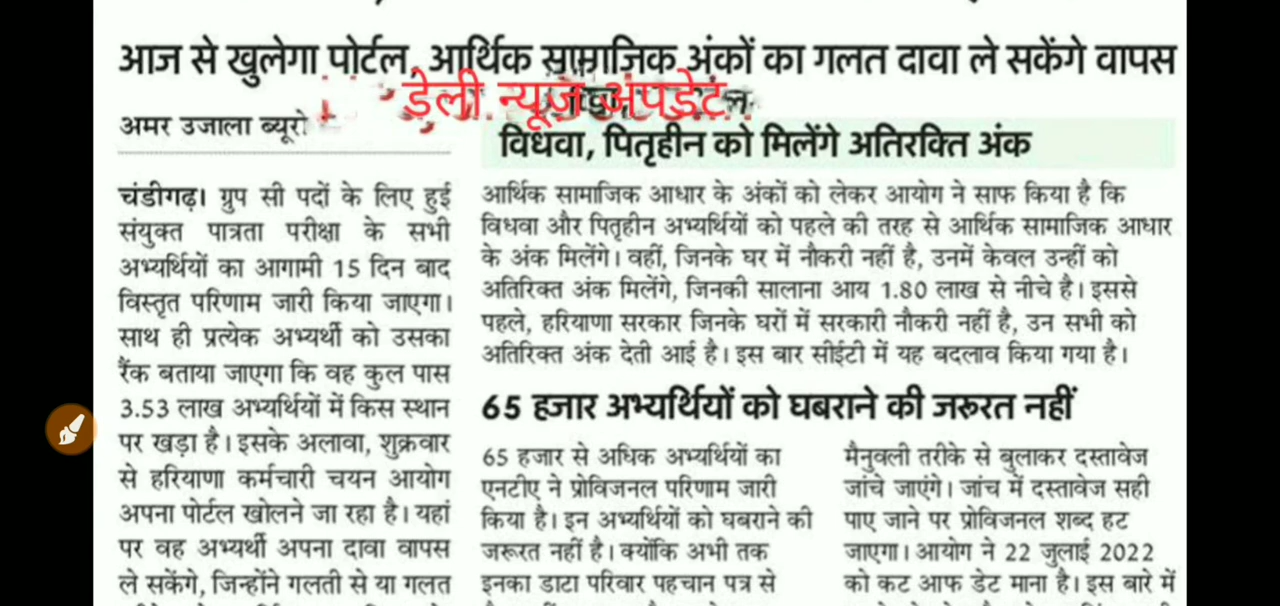 आज से खुलेगा पोर्टल, आर्थिक सामाजिक अंकों का गलत दावा ले सकेंगे वापस
डेली न्यूज अपडेट
अमर उजाला ब्यूरो
चंडीगढ़। ग्रुप सी पदों के लिए हुई
संयुक्त पात्रता परीक्षा के सभी
अभ्यर्थियों का आगामी 15 दिन बाद
विस्तृत परिणाम जारी किया जाएगा।
साथ ही प्रत्येक अभ्यर्थी को उसका
रैंक बताया जाएगा कि वह कुल पास
3.53 लाख अभ्यर्थियों में किस स्थान
पर खड़ा है। इसके अलावा, शुक्रवार
से हरियाणा कर्मचारी चयन आयोग
अपना पोर्टल खोलने जा रहा है। यहां
पर वह अभ्यर्थी अपना दावा वापस
ले सकेंगे, जिन्होंने गलती से या गलत
विधवा, पितृहीन को मिलेंगे अतिरिक्त अंक
आर्थिक सामाजिक आधार के अंकों को लेकर आयोग ने साफ किया है कि
विधवा और पितृहीन अभ्यर्थियों को पहले की तरह से आर्थिक सामाजिक आधार
के अंक मिलेंगे। वहीं, जिनके घर में नौकरी नहीं है, उनमें केवल उन्हीं को
अतिरिक्त अंक मिलेंगे, जिनकी सालाना आय 1.80 लाख से नीचे है। इससे
पहले, हरियाणा सरकार जिनके घरों में सरकारी नौकरी नहीं है, उन सभी को
अतिरिक्त अंक देती आई है। इस बार सीईटी में यह बदलाव किया गया है।
65 हजार अभ्यर्थियों को घबराने की जरूरत नहीं
65 हजार से अधिक अभ्यर्थियों का
एनटीए ने प्रोविजनल परिणाम जारी
किया है। इन अभ्यर्थियों को घबराने की
जरूरत नहीं है। क्योंकि अभी तक
इनका डाटा परिवार पहचान पत्र से
मैनुवली तरीके से बुलाकर दस्तावेज
जांचे जाएंगे। जांच में दस्तावेज सही
पाए जाने पर प्रोविजनल शब्द हट
जाएगा। आयोग ने 22 जुलाई 2022
को कट आफ डेट माना है। इस बारे में